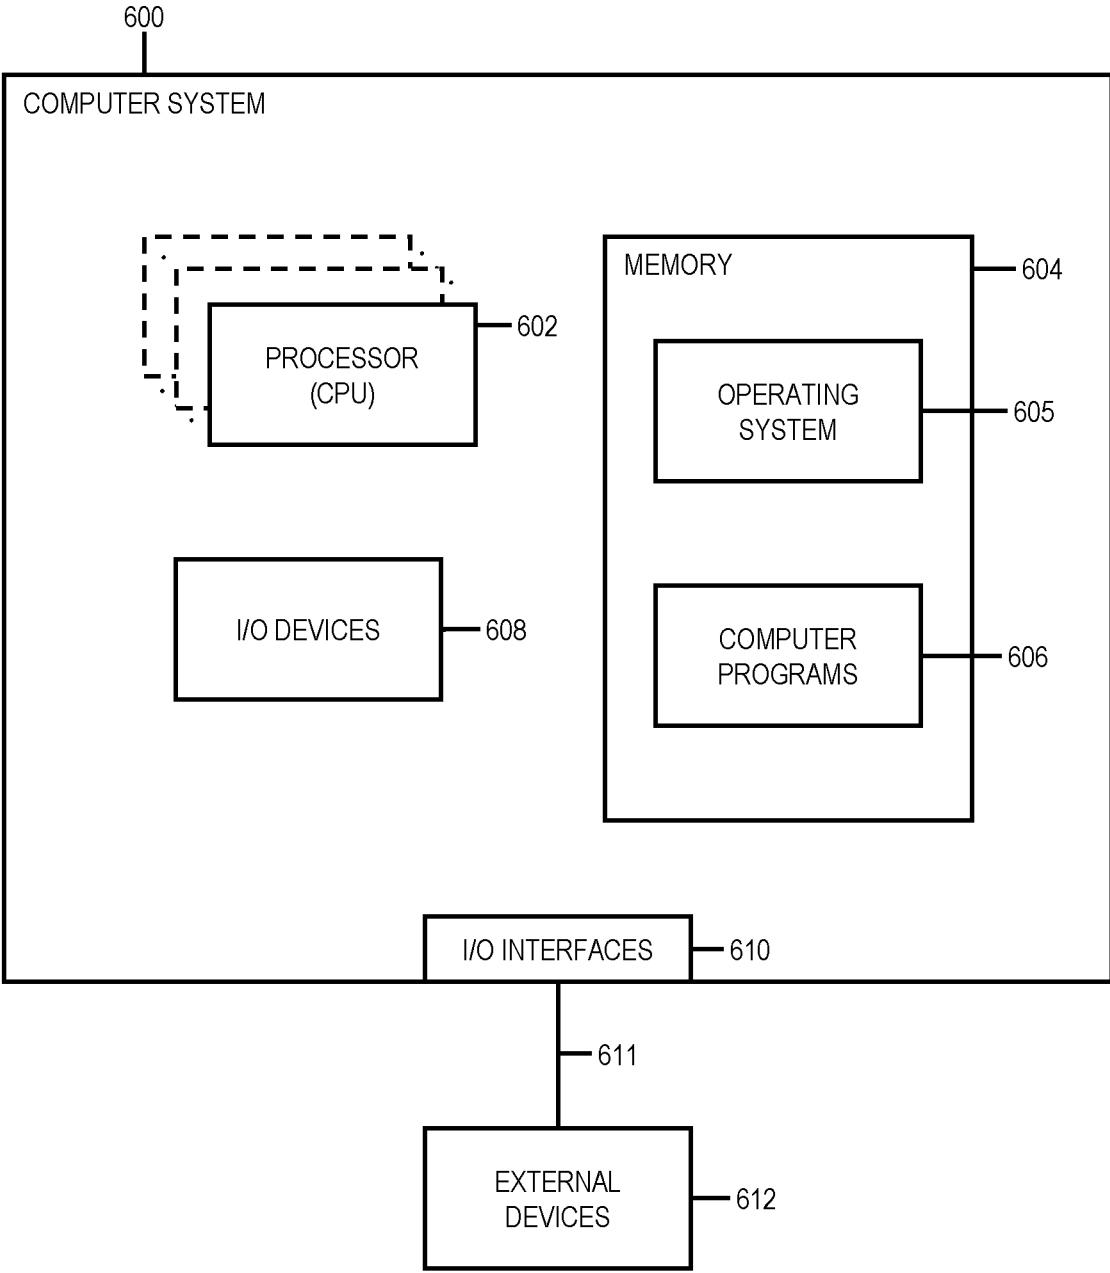 600
COMPUTER SYSTEM
MEMORY
604
602
PROCESSOR
(CPU)
OPERATING
SYSTEM
605
I/O DEVICES
608
COMPUTER
PROGRAMS
606
I/O INTERFACES
610
611
EXTERNAL
DEVICES
612